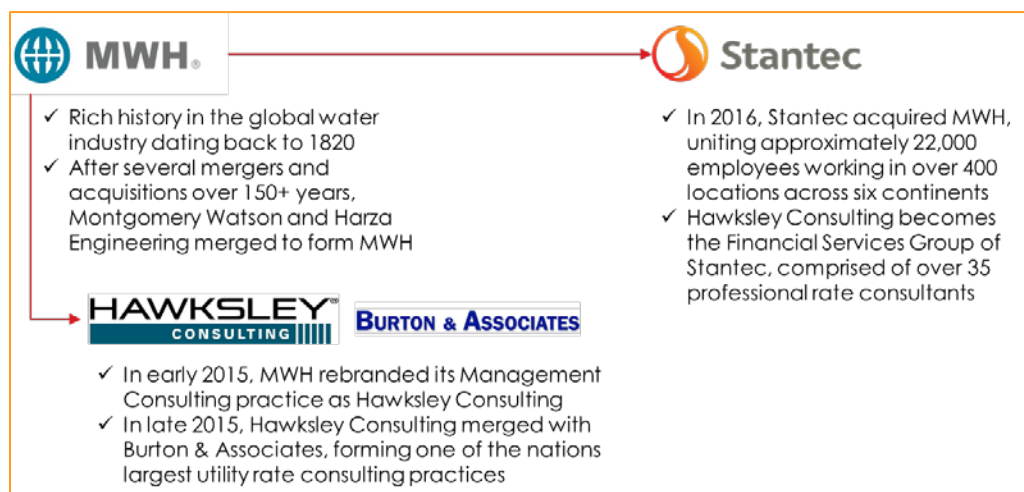 MWH®
✓ Rich history in the global water
industry dating back to 1820
✓ After several mergers and
acquisitions over 150+ years,
Montgomery Watson and Harza
Engineering merged to form MWH
Stantec
✓ In 2016, Stantec acquired MWH,
uniting approximately 22,000
employees working in over 400
locations across six continents
✓ Hawksley Consulting becomes
the Financial Services Group of
Stantec, comprised of over 35
professional rate consultants
HAWKSLEY®
CONSULTING
BURTON & ASSOCIATES
✓ In early 2015, MWH rebranded its Management
Consulting practice as Hawksley Consulting
✓ In late 2015, Hawksley Consulting merged with
Burton & Associates, forming one of the nations
largest utility rate consulting practices